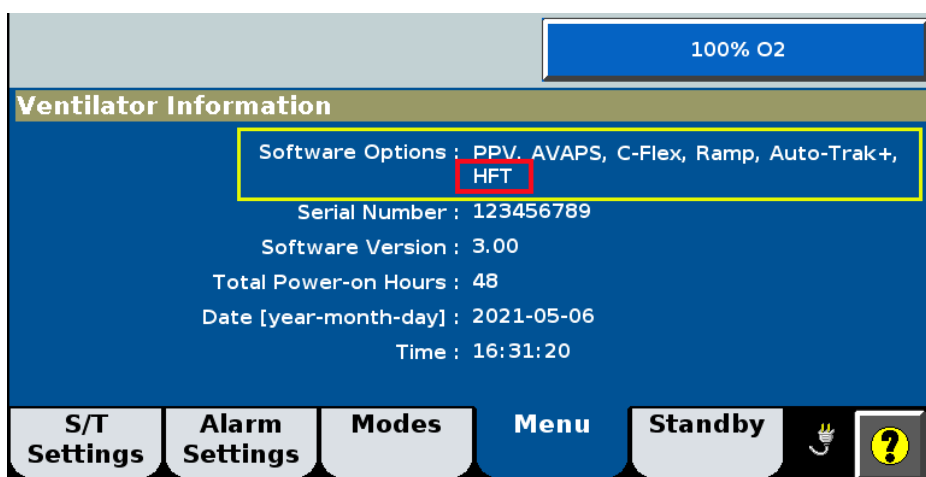 100% O2
Ventilator Information
Software Options : PPV, AVAPS, C-Flex, Ramp, Auto-Trak+,
HFT
Serial Number : 123456789
Software Version : 3.00
Total Power-on Hours : 48
Date [year-month-day] : 2021-05-06
Time : 16:31:20
S/T Alarm Modes Menu Standby
Settings Settings
?